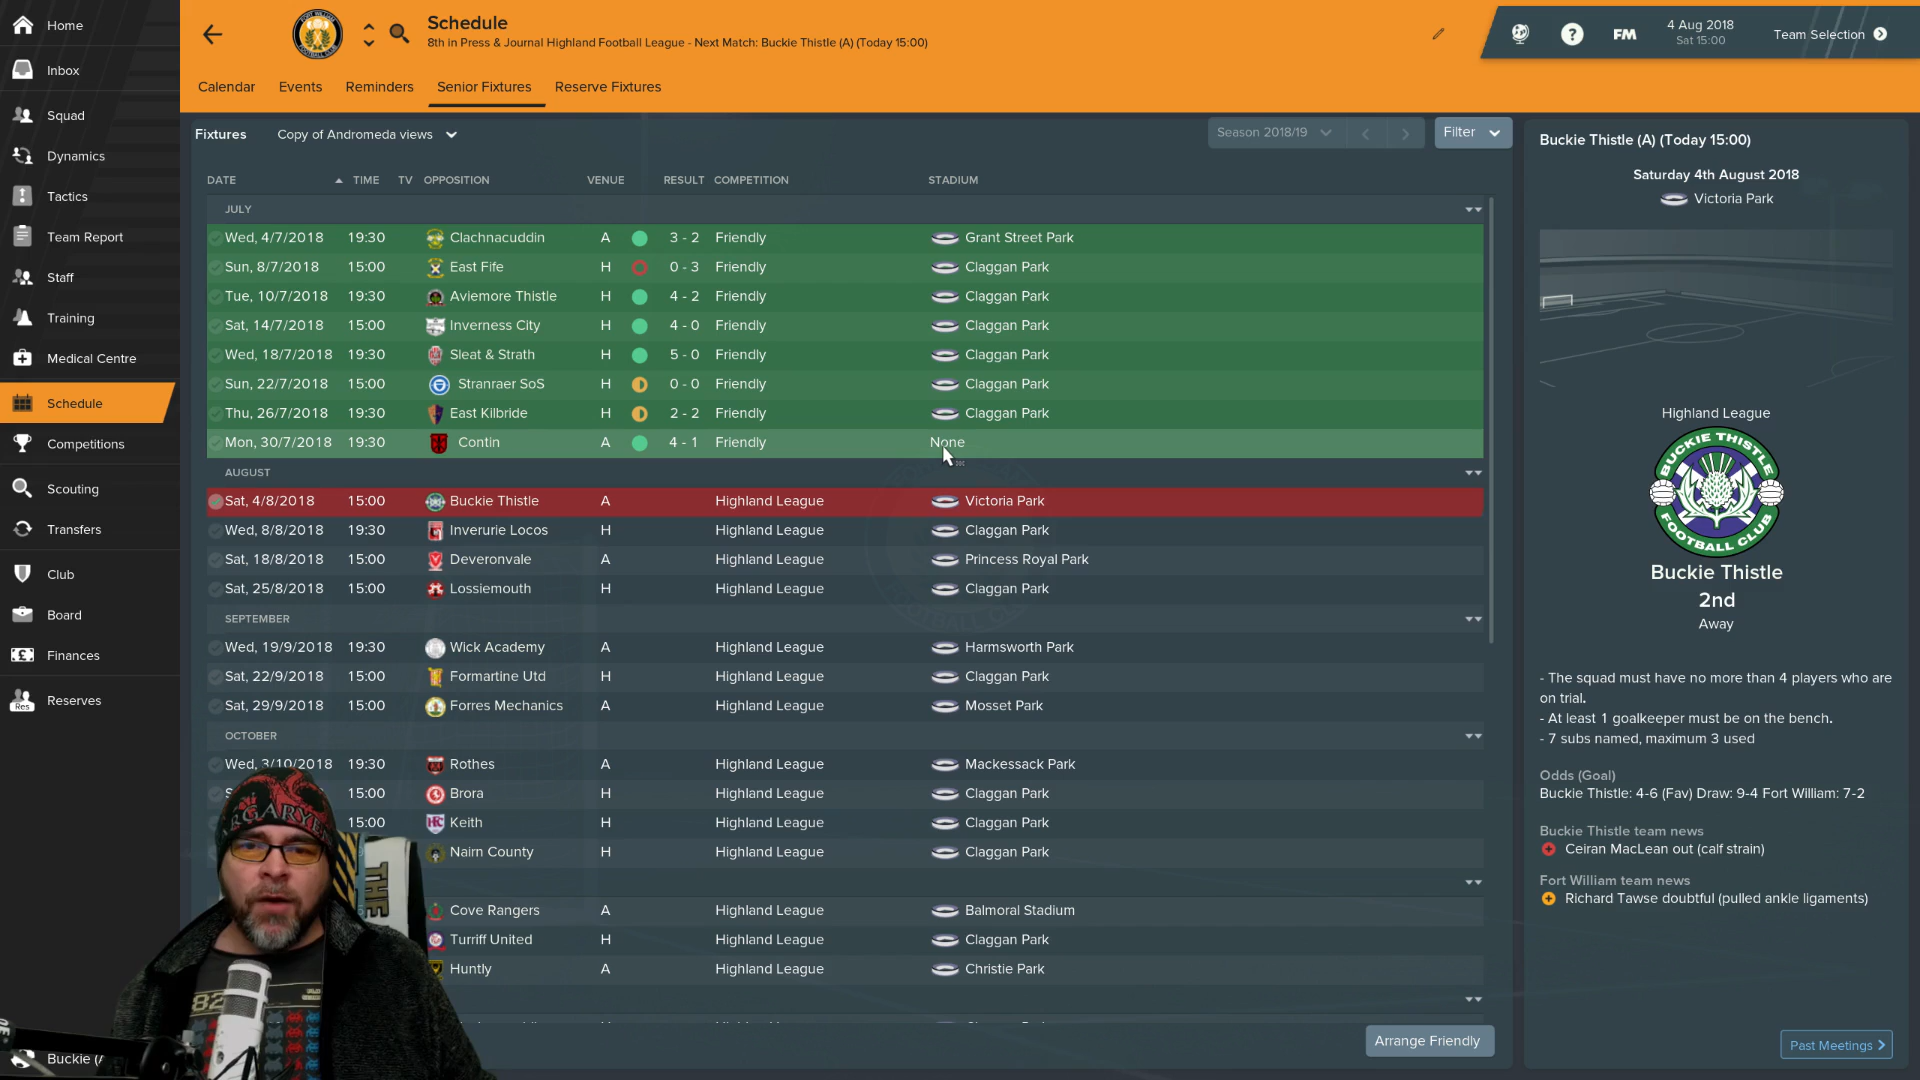 Home
Inbox
Squad
Dynamics
Tactics
Team Report
Staff
Training
Medical Centre
Schedule
Competitions
Scouting
Transfers
Club
Board
Finances
Res
Reserves
Buckie (A
Schedule
8th in Press & Journal Highland Football League - Next Match: Buckie Thistle (A) (Today 15:00)
FM
4 Aug 2018
Sat 15:00
Team Selection
Calendar Events Reminders Senior Fixtures Reserve Fixtures
Fixtures Copy of Andromeda views
Season 2018/19 Filter
DATE TIME TV OPPOSITION VENUE RESULT COMPETITION STADIUM
JULY
Wed, 4/7/2018 19:30 Clachnacuddin A 3 - 2 Friendly Grant Street Park
Sun, 8/7/2018 15:00 East Fife H 0 - 3 Friendly Claggan Park
Tue, 10/7/2018 19:30 Aviemore Thistle H 4 - 2 Friendly Claggan Park
Sat, 14/7/2018 15:00 Inverness City H 4 - 0 Friendly Claggan Park
Wed, 18/7/2018 19:30 Sleat & Strath H 5 - 0 Friendly Claggan Park
Sun, 22/7/2018 15:00 Stranraer SoS H 0 - 0 Friendly Claggan Park
Thu, 26/7/2018 19:30 East Kilbride H 2 - 2 Friendly Claggan Park
Mon, 30/7/2018 19:30 Contin A 4 - 1 Friendly None
AUGUST
Sat, 4/8/2018 15:00 Buckie Thistle A Highland League Victoria Park
Wed, 8/8/2018 19:30 Inverurie Locos H Highland League Claggan Park
Sat, 18/8/2018 15:00 Deveronvale A Highland League Princess Royal Park
Sat, 25/8/2018 15:00 Lossiemouth H Highland League Claggan Park
SEPTEMBER
Wed, 19/9/2018 19:30 Wick Academy A Highland League Harmsworth Park
Sat, 22/9/2018 15:00 Formartine Utd H Highland League Claggan Park
Sat, 29/9/2018 15:00 Forres Mechanics A Highland League Mosset Park
OCTOBER
Wed, 3/10/2018 19:30 Rothes A Highland League Mackessack Park
15:00 Brora H Highland League Claggan Park
15:00 Keith H Highland League Claggan Park
Nairn County H Highland League Claggan Park
Cove Rangers A Highland League Balmoral Stadium
Turriff United H Highland League Claggan Park
Huntly A Highland League Christie Park
Arrange Friendly
Buckie Thistle (A) (Today 15:00)
Saturday 4th August 2018
Victoria Park
Highland League
BUCKIE THISTLE
FOOTBALL CLUB
Buckie Thistle
2nd
Away
- The squad must have no more than 4 players who are
on trial.
- At least 1 goalkeeper must be on the bench.
- 7 subs named, maximum 3 used
Odds (Goal)
Buckie Thistle: 4-6 (Fav) Draw: 9-4 Fort William: 7-2
Buckie Thistle team news
Ceiran MacLean out (calf strain)
Fort William team news
Richard Tawse doubtful (pulled ankle ligaments)
Past Meetings
THE
82